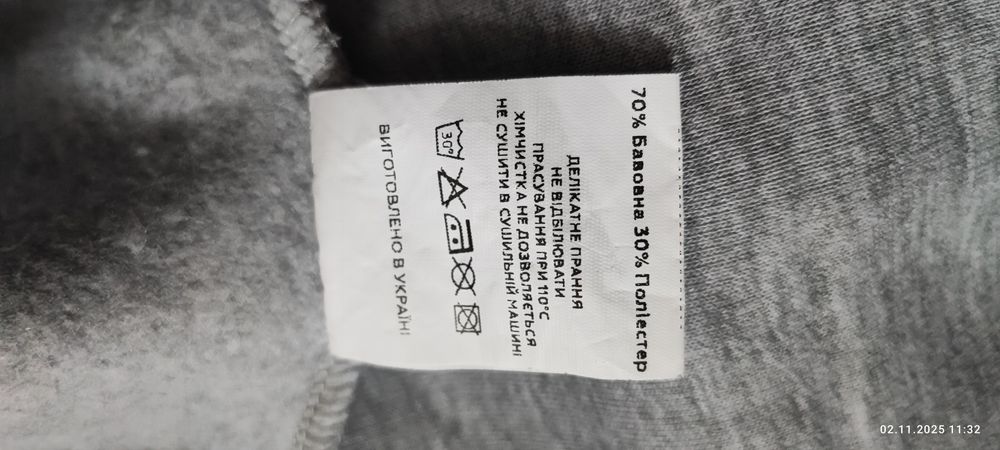 70% Бавовна 30% Поліестер
ДЕЛІКАТНЕ ПРАННЯ
НЕ ВІДБІЛЮВАТИ
ПРАСУВАННЯ ПРИ 110°С
ХІМЧИСТКА НЕ ДОЗВОЛЯЄТЬСЯ
НЕ СУШИТИ В СУШИЛЬНІЙ МАШИНІ
30°
ВИГОТОВЛЕНО В УКРАЇНІ
02.11.2025 11:32